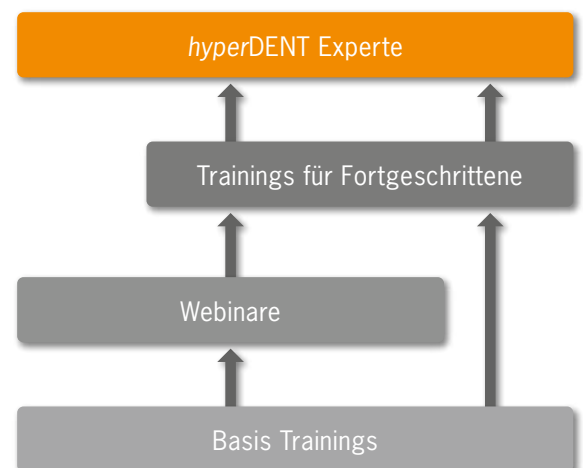 hyperDENT Experte
Trainings für Fortgeschrittene
Webinare
Basis Trainings